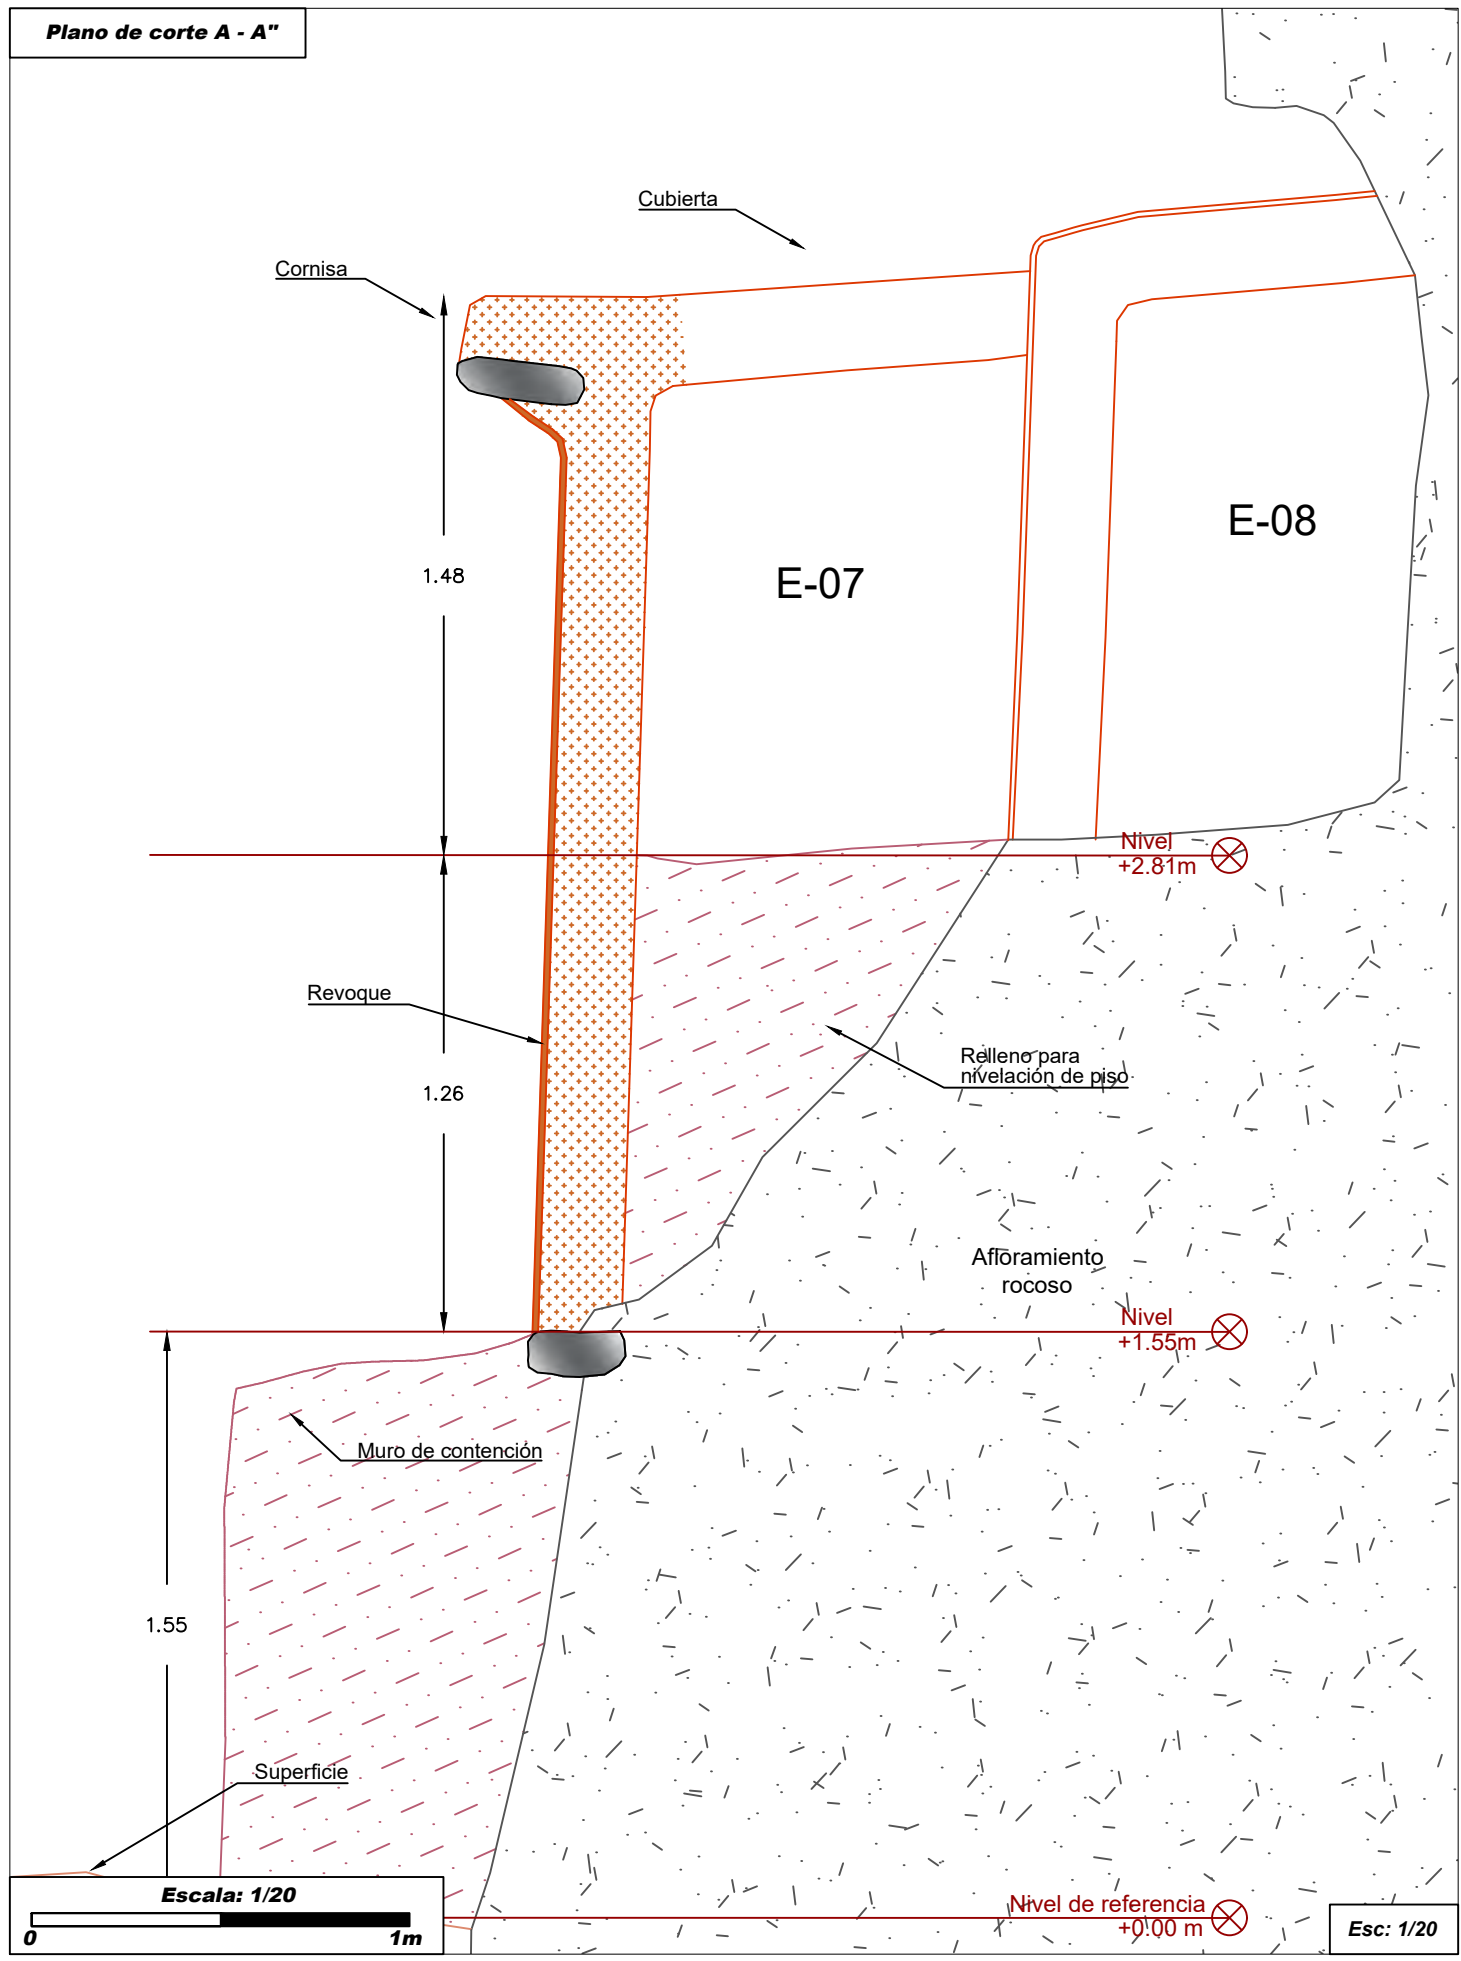 Plano de corte A - A"
Cubierta
Cornisa
E-08
E-07
1.48
Nivel
+2.81m
Revoque
Relleno para
nivelación de piso
1.26
Afloramiento
rocoso
Nivel
+1.55m
Muro de contención
1.55
Superficie
Escala: 1/20
0 1m
Nivel de referencia
+0.00 m
Esc: 1/20